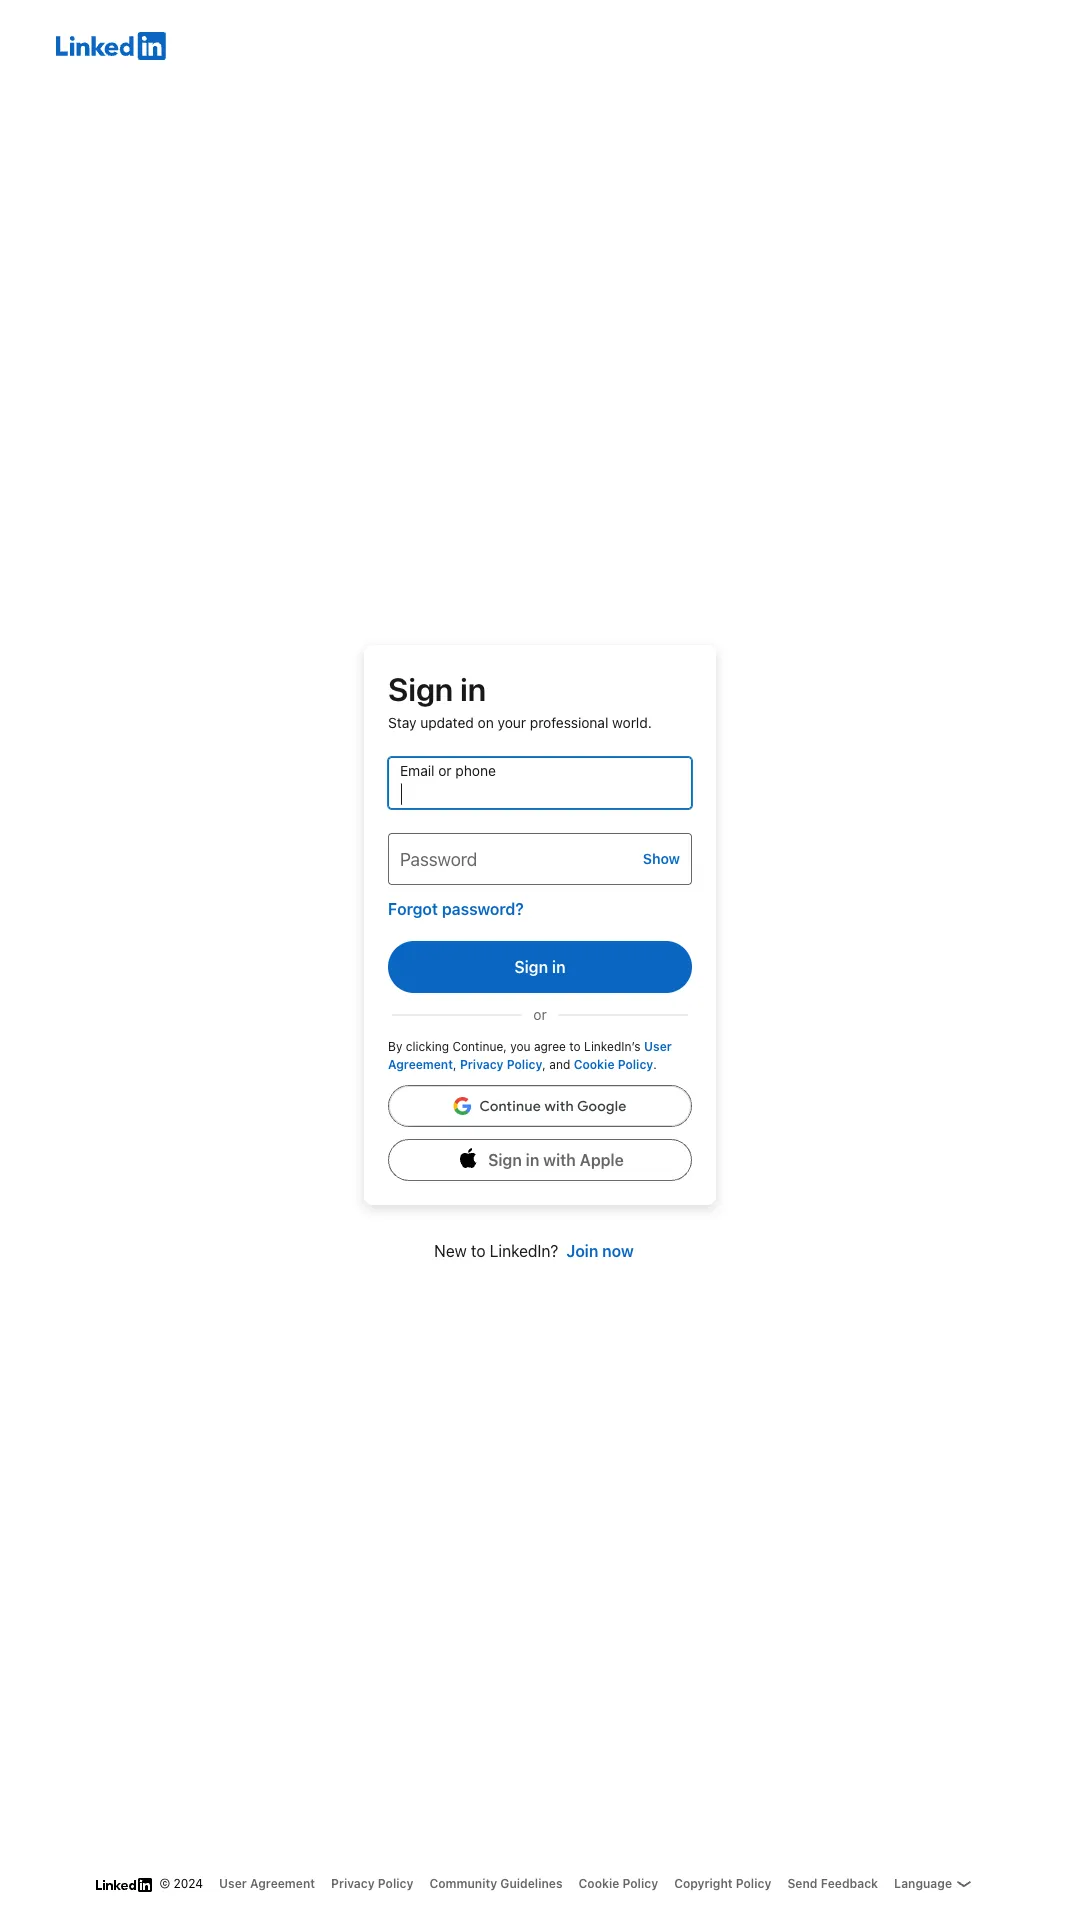 Linkedin
Sign in
Stay updated on your professional world.
Email or phone
Password
Show
Forgot password?
Sign in
or
By clicking Continue, you agree to LinkedIn’s User
Agreement, Privacy Policy, and Cookie Policy.
Continue with Google
Sign in with Apple
New to LinkedIn? Join now
Linkedin © 2024 User Agreement Privacy Policy Community Guidelines Cookie Policy Copyright Policy Send Feedback Language